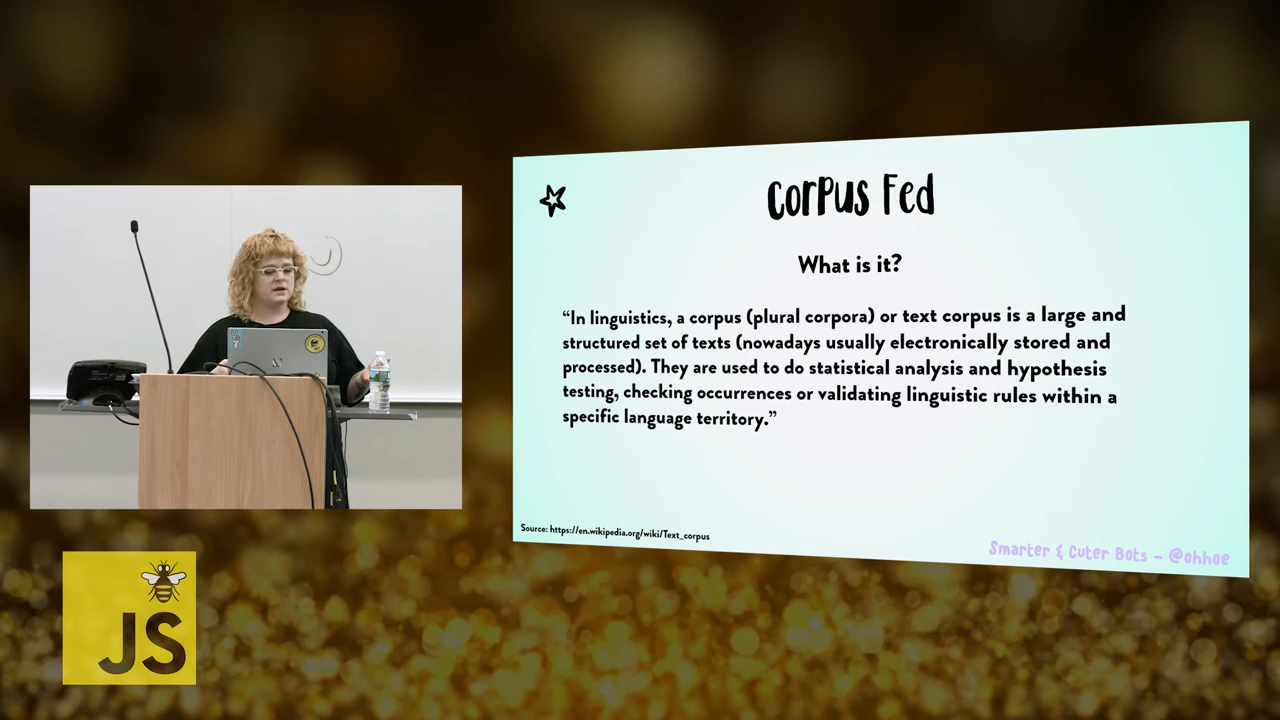 Corpus Fed
What is it?
“In linguistics, a corpus (plural corpora) or text corpus is a large and
structured set of texts (nowadays usually electronically stored and
processed). They are used to do statistical analysis and hypothesis
testing, checking occurrences or validating linguistic rules within a
specific language territory.”
Source: https://en.wikipedia.org/wiki/Text_corpus
Smarter & Cuter Bots – @ohhoe
JS